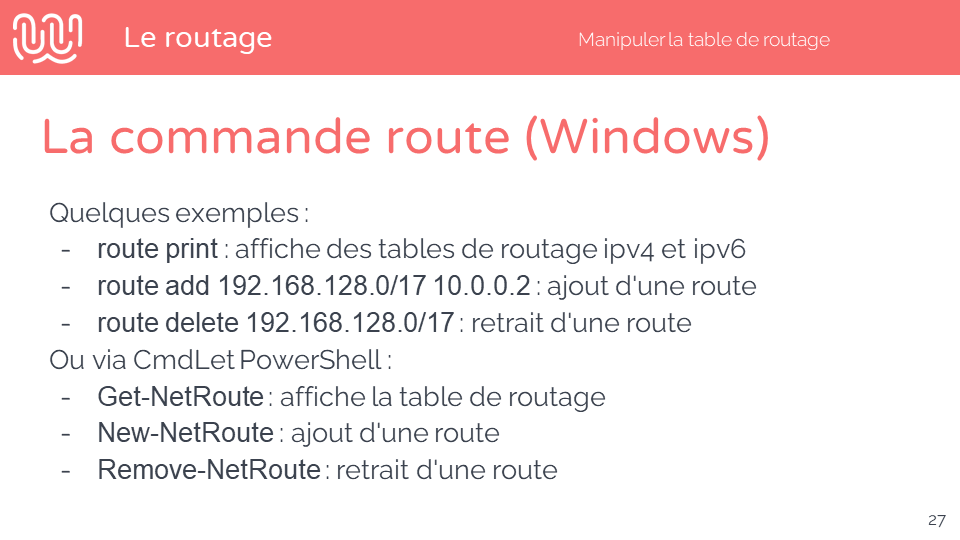 Le routage
Manipuler la table de routage
La commande route (Windows)
Quelques exemples :
- route print : affiche des tables de routage ipv4 et ipv6
- route add 192.168.128.0/17 10.0.0.2 : ajout d'une route
- route delete 192.168.128.0/17 : retrait d'une route
Ou via CmdLet PowerShell :
- Get-NetRoute : affiche la table de routage
- New-NetRoute : ajout d'une route
- Remove-NetRoute : retrait d'une route
27